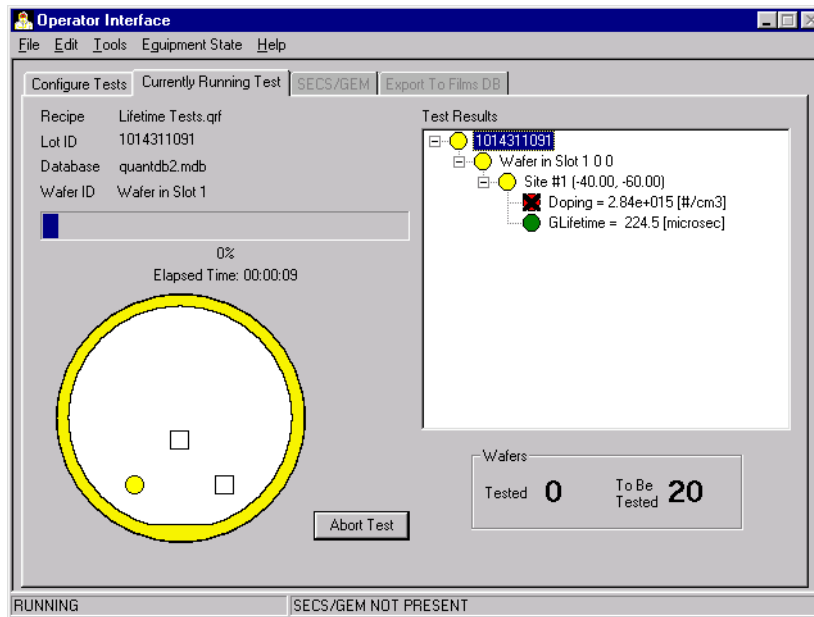 Operator Interface
File Edit Tools Equipment State Help
Configure Tests Currently Running Test SECS/GEM Export To Films DB
Recipe Lifetime Tests.qrf
Lot ID 1014311091
Database quantdb2.mdb
Wafer ID Wafer in Slot 1
0%
Elapsed Time: 00:00:09
Abort Test
Test Results
1014311091
Wafer in Slot 1 0 0
Site #1 (-40.00, -60.00)
Doping = 2.84e+015 [#/cm3]
GLifetime = 224.5 [microsec]
Wafers
Tested 0 To Be Tested 20
RUNNING SECS/GEM NOT PRESENT